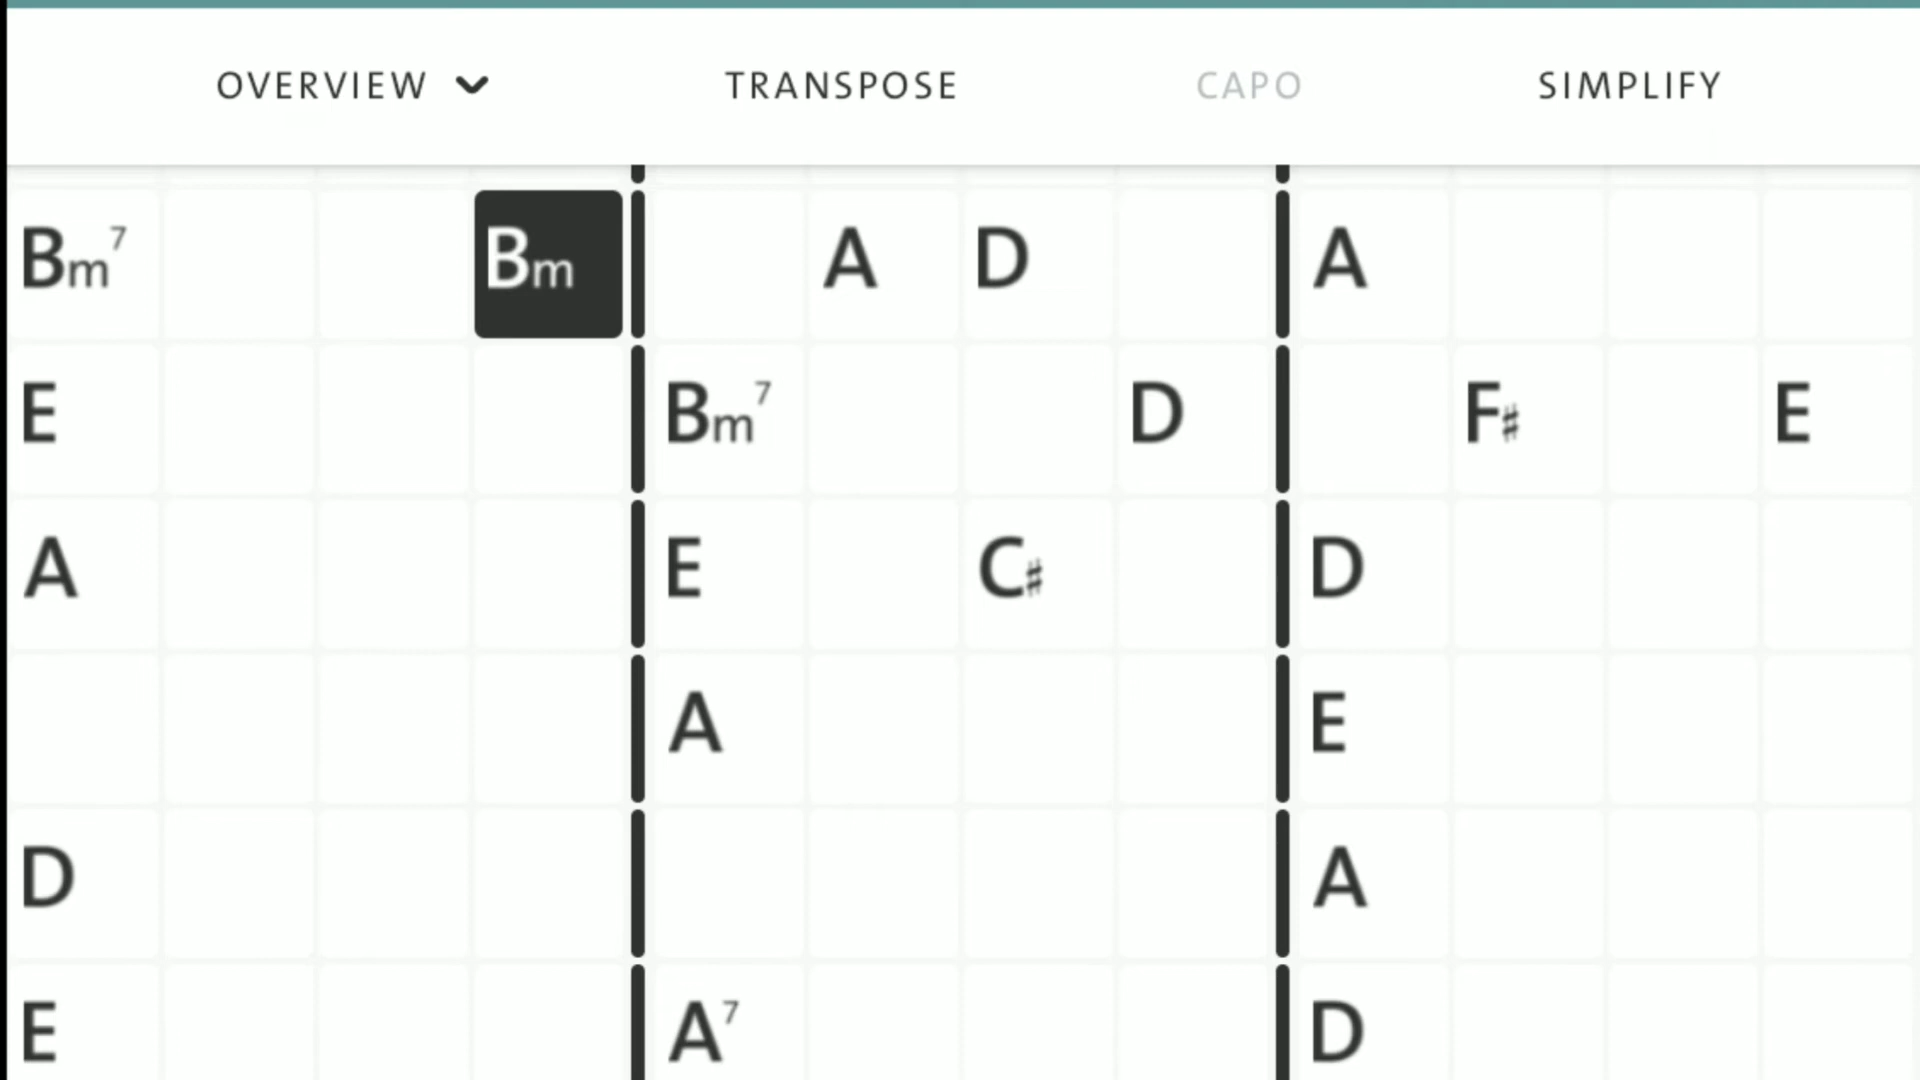 OVERVIEW TRANSPOSE CAPO SIMPLIFY
Bm7 Bm A D A
E Bm7 D F♯ E
A E C♯ D
A E
D A
E A7 D